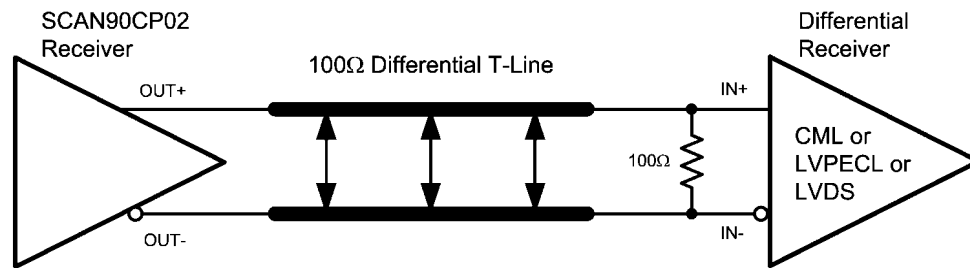 SCAN90CP02
Receiver
OUT+
OUT-
100Ω Differential T-Line
100Ω
IN+
IN-
Differential
Receiver
CML or
LVPECL or
LVDS